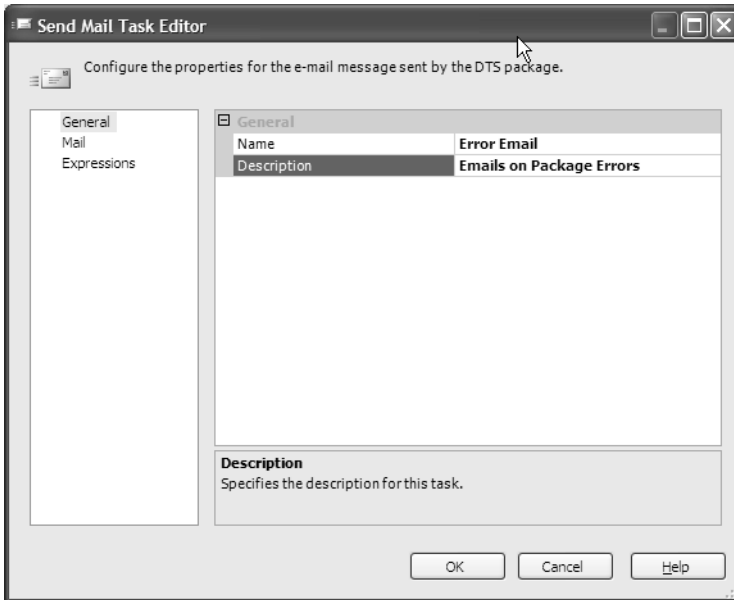 Send Mail Task Editor
Configure the properties for the e-mail message sent by the DTS package.
General
Mail
Expressions
General
Name Error Email
Description Emails on Package Errors
Description
Specifies the description for this task.
OK Cancel Help